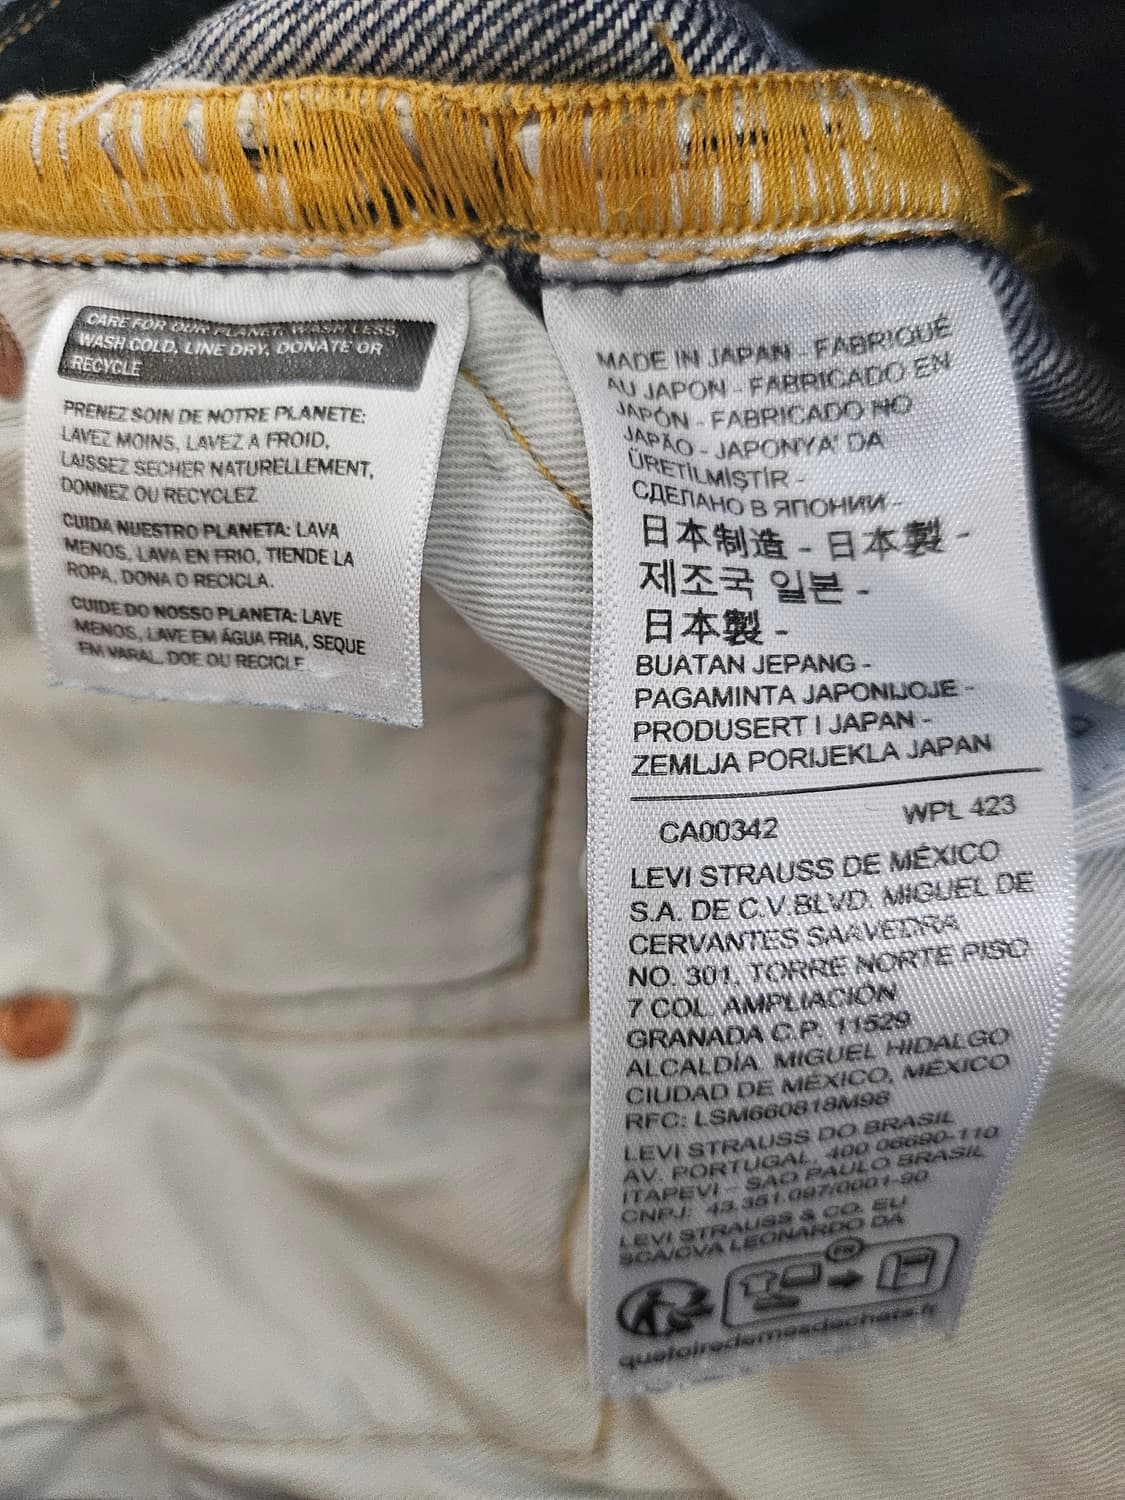 CARE FOR OUR PLANET: WASH LESS,
WASH COLD, LINE DRY, DONATE OR
RECYCLE
PRENEZ SOIN DE NOTRE PLANETE:
LAVEZ MOINS, LAVEZ A FROID,
LAISSEZ SECHER NATURELLEMENT,
DONNEZ OU RECYCLEZ
CUIDA NUESTRO PLANETA: LAVA
MENOS, LAVA EN FRIO, TIENDE LA
ROPA, DONA O RECICLA.
CUIDE DO NOSSO PLANETA: LAVE
MENOS, LAVE EM ÁGUA FRIA, SEQUE
EM VARAL, DOE OU RECICLE
MADE IN JAPAN - FABRIQUÉ
AU JAPON - FABRICADO EN
JAPÓN - FABRICADO NO
JAPÃO - JAPONYA' DA
ÜRETİLMİŞTİR -
СДЕЛАНО В ЯПОНИИ -
日本制造 - 日本製 -
제조국 일본 -
日本製 -
BUATAN JEPANG -
PAGAMINTA JAPONIJOJE -
PRODUSERT I JAPAN -
ZEMLJA PORIJEKLA JAPAN
CA00342 WPL 423
LEVI STRAUSS DE MÉXICO
S.A. DE C.V.BLVD. MIGUEL DE
CERVANTES SAAVEDRA
NO. 301, TORRE NORTE PISO
7 COL. AMPLIACIÓN
GRANADA C.P. 11529
ALCALDÍA MIGUEL HIDALGO
CIUDAD DE MÉXICO, MÉXICO
RFC: LSM660818M98
LEVI STRAUSS DO BRASIL
AV. PORTUGAL, 400 06690-110
ITAPEVI - SAO PAULO BRASIL
CNPJ: 43.351.097/0001-90
LEVI STRAUSS & CO. EU
SCA/CVA LEONARDO DA
FR
quefairedemesdechets.fr